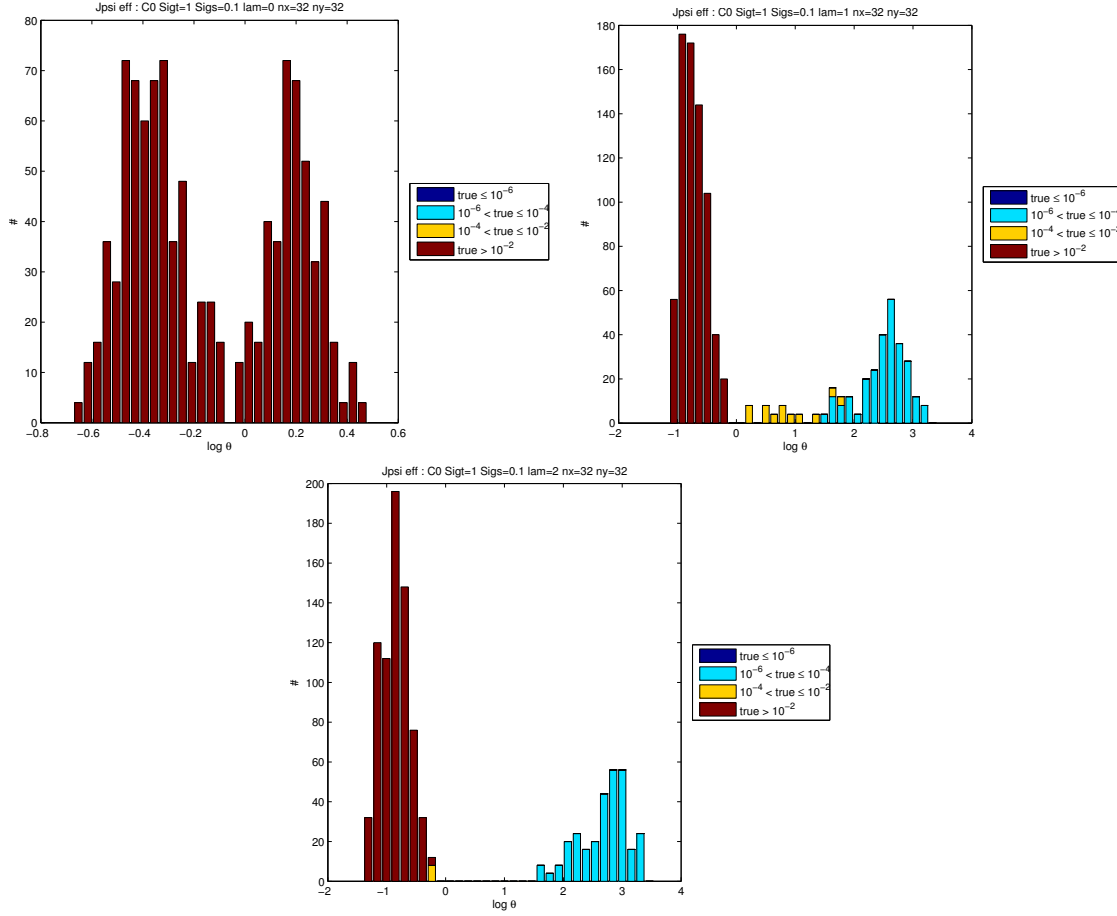 Jpsi eff : C0 Sigt=1 Sigs=0.1 lam=0 nx=32 ny=32
80
70
60
50
40
30
20
10
0
#
−0.8 −0.6 −0.4 −0.2 0 0.2 0.4 0.6
log θ
true ≤ 10^−6
10^−6 < true ≤ 10^−4
10^−4 < true ≤ 10^−2
true > 10^−2
Jpsi eff : C0 Sigt=1 Sigs=0.1 lam=1 nx=32 ny=32
180
160
140
120
100
80
60
40
20
0
#
−2 −1 0 1 2 3 4
log θ
true ≤ 10^−6
10^−6 < true ≤ 10^−4
10^−4 < true ≤ 10^−2
true > 10^−2
Jpsi eff : C0 Sigt=1 Sigs=0.1 lam=2 nx=32 ny=32
200
180
160
140
120
100
80
60
40
20
0
#
−2 −1 0 1 2 3 4
log θ
true ≤ 10^−6
10^−6 < true ≤ 10^−4
10^−4 < true ≤ 10^−2
true > 10^−2